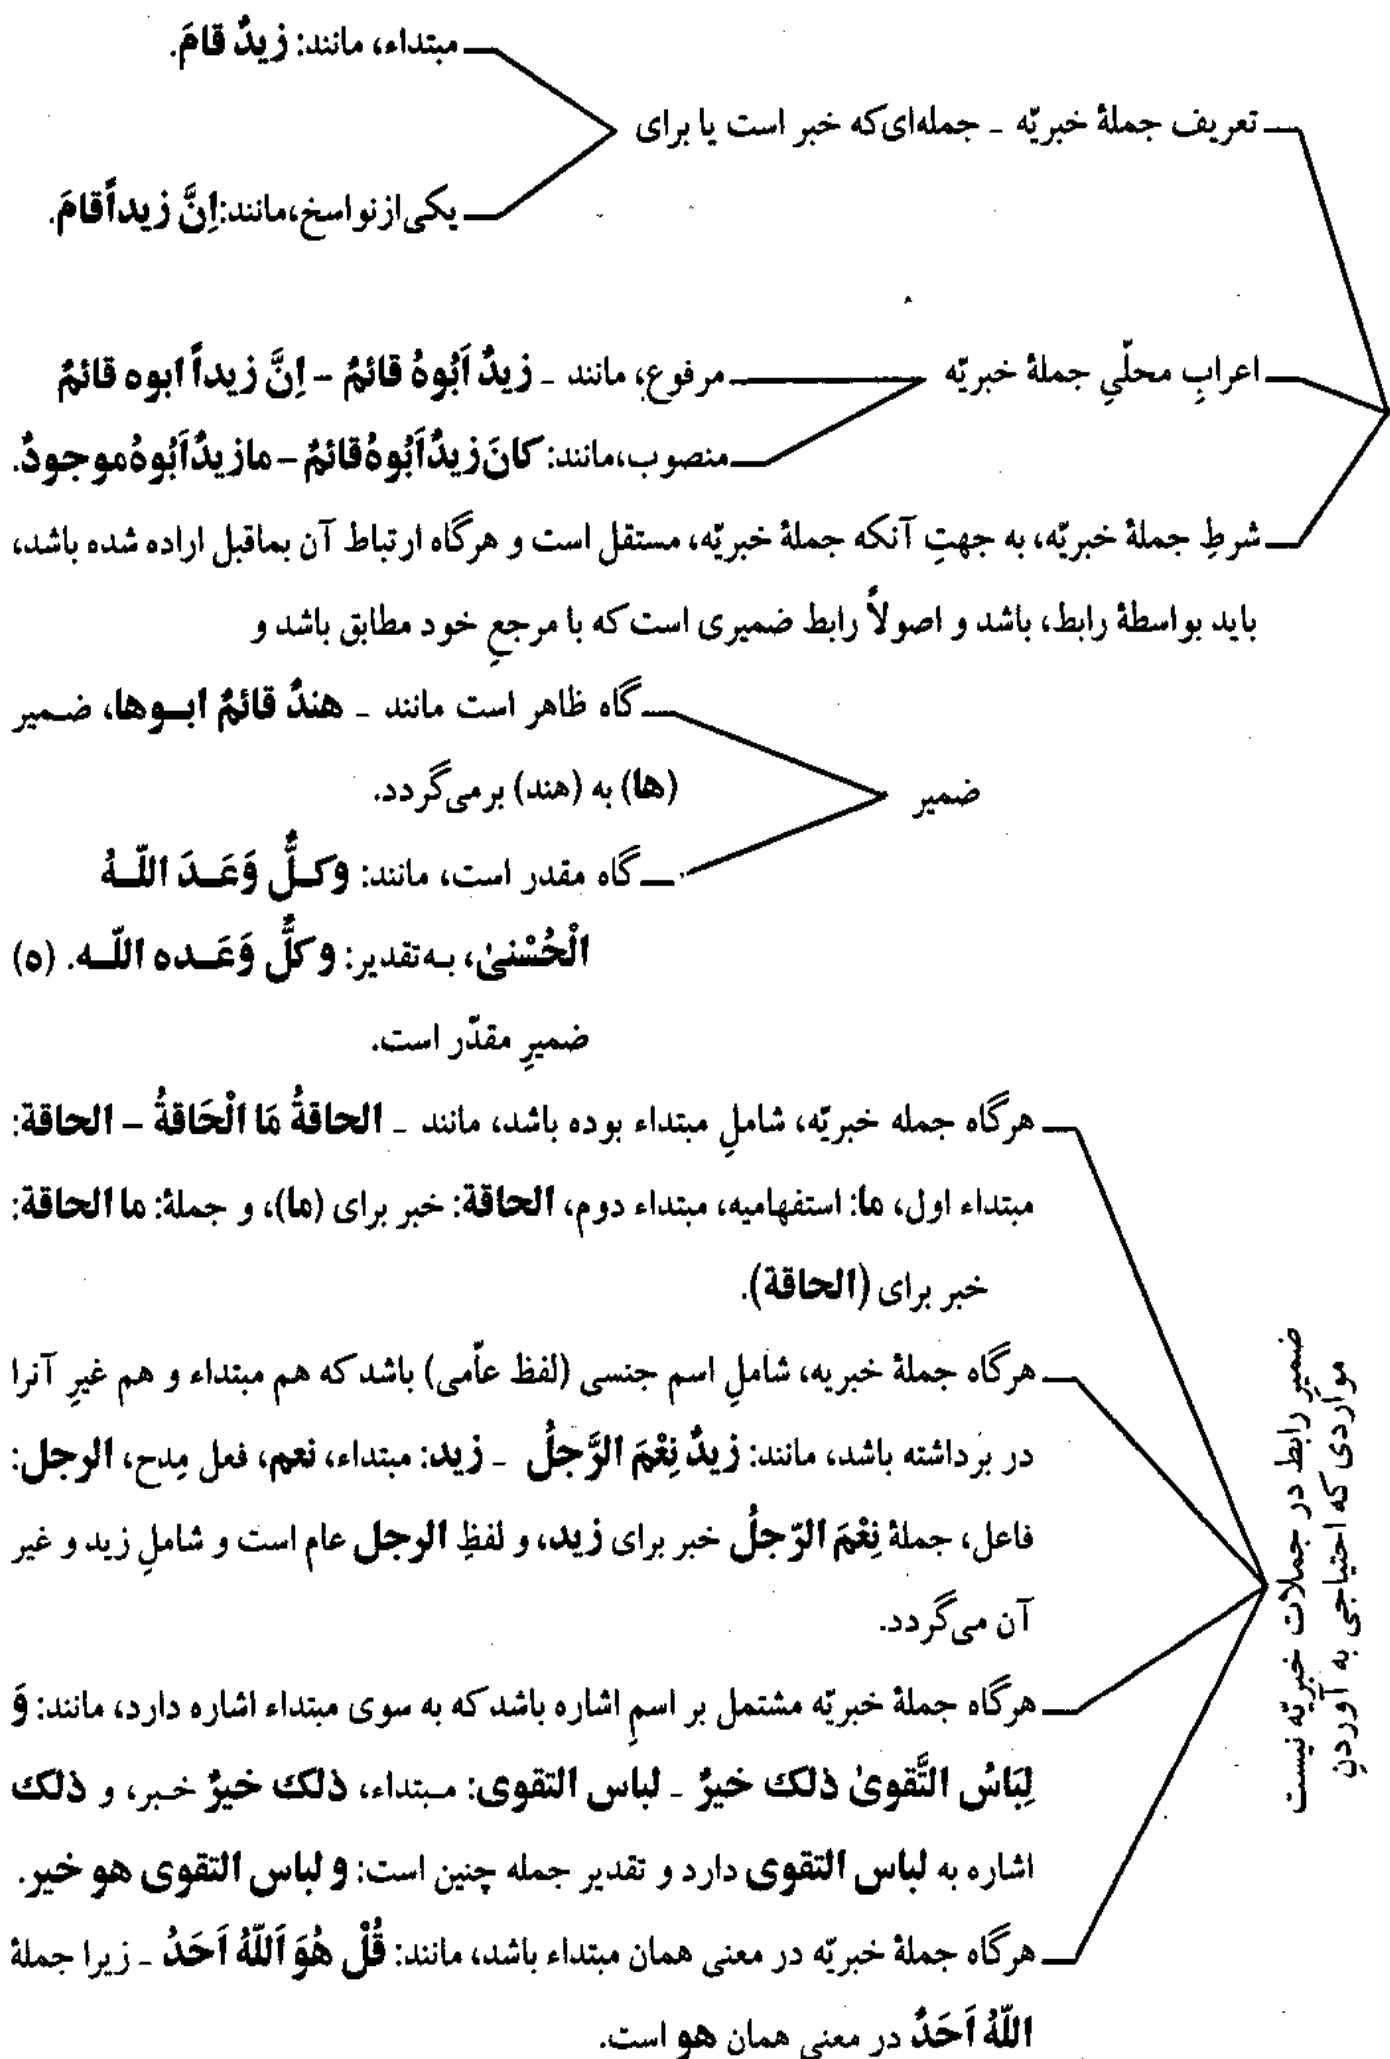 مبتداء، مانند: زیدٌ قامَ.
تعریف جملهٔ خبریّه - جمله‌ای‌که خبر است یا برای
یکی از نواسخ، مانند: اِنَّ زیداً قامَ.
اعرابِ محلّیِ جملهٔ خبریّه
مرفوع، مانند - زیدٌ اَبُوهُ قائمٌ - اِنَّ زیداً ابوه قائمٌ
منصوب، مانند: کانَ زیدٌ اَبُوهُ قائمٌ - ما زیدٌ اَبُوهُ موجودٌ.
شرطِ جملهٔ خبریّه، به جهتِ آنکه جملهٔ خبریّه، مستقل است و هرگاه ارتباط آن بماقبل اراده شده باشد،
باید بواسطهٔ رابط، باشد و اصولاً رابط ضمیری است که با مرجعِ خود مطابق باشد و
گاه ظاهر است مانند - هندٌ قائمٌ ابوها، ضمیر
(ها) به (هند) برمی‌گردد.
ضمیر
گاه مقدر است، مانند: وکلٌّ وَعَدَ اللّهُ
الْحُسْنیٰ، به تقدیر: وکلٌّ وَعَده اللّه. (ه)
ضمیرِ مقدّر است.
هرگاه جمله خبریّه، شاملِ مبتداء بوده باشد، مانند - الحاقةُ مَا الْحَاقةُ - الحاقة:
مبتداء اول، ما: استفهامیه، مبتداء دوم، الحاقة: خبر برای (ما)، و جملهٔ: ما الحاقة:
خبر برای (الحاقة).
هرگاه جملهٔ خبریه، شاملِ اسم جنسی (لفظ عاّمی) باشد که هم مبتداء و هم غیرِ آنرا
در بر داشته باشد، مانند: زیدٌ نِعْمَ الرَّجلُ - زید: مبتداء، نعم، فعل مِدح، الرجل:
فاعل، جملهٔ نِعْمَ الرّجلُ خبر برای زید، و لفظِ الرجل عام است و شاملِ زید و غیر
آن می‌گردد.
ضمیرِ رابط در جملات خبریّه نیست
مواردی که احتیاجی به آوردنِ
هرگاه جملهٔ خبریّه مشتمل بر اسمِ اشاره باشد که به سوی مبتداء اشاره دارد، مانند: وَ
لِبَاسُ التَّقویٰ ذلک خیرٌ - لباس التقوی: مبتداء، ذلک خیرٌ خبر، و ذلک
اشاره به لباس التقوی دارد و تقدیر جمله چنین است: و لباس التقوی هو خیر.
هرگاه جملهٔ خبریّه در معنی همان مبتداء باشد، مانند: قُلْ هُوَ اَللّهُ اَحَدُ - زیرا جملهٔ
اللّهُ اَحَدٌ در معنی همان هو است.